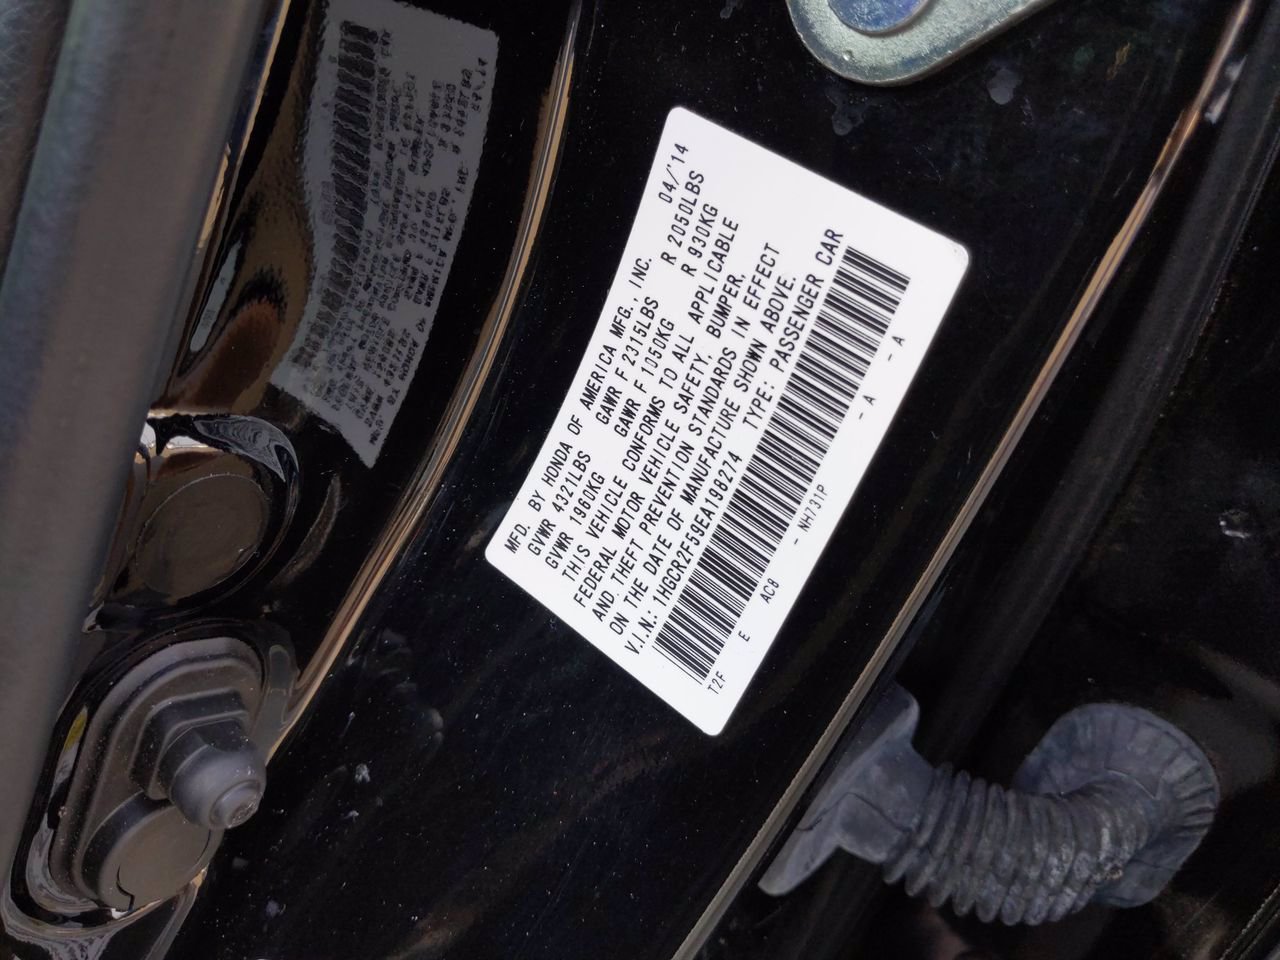 MFD. BY HONDA OF AMERICA MFG., INC. 04/'14
GVWR 4321LBS GAWR F 2315LBS R 2050LBS
GVWR 1960KG GAWR F 1050KG R 930KG
THIS VEHICLE CONFORMS TO ALL APPLICABLE
FEDERAL MOTOR VEHICLE SAFETY, BUMPER,
AND THEFT PREVENTION STANDARDS IN EFFECT
ON THE DATE OF MANUFACTURE SHOWN ABOVE.
V.I.N.: 1HGCR2F59EA198274 TYPE: PASSENGER CAR
T2F E AC8 - NH731P - A - A